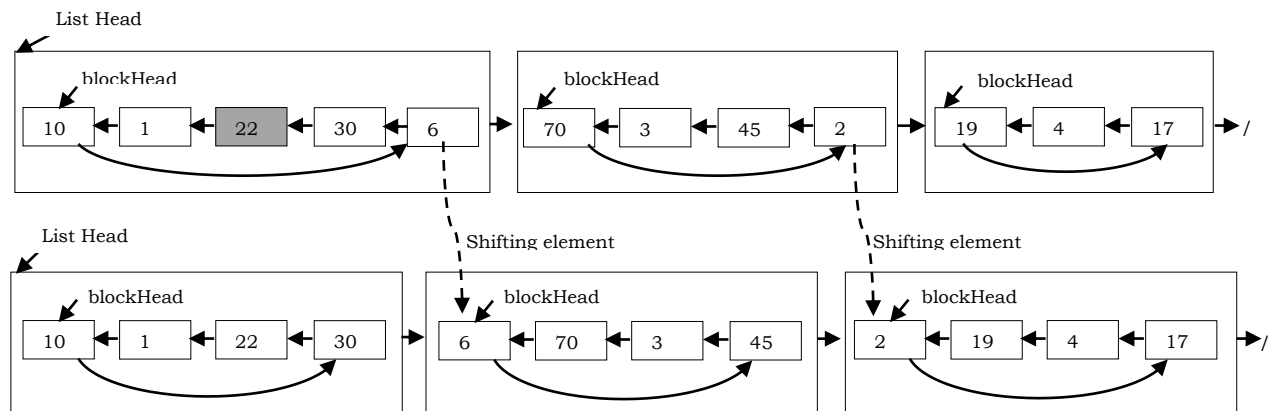 List Head
blockHead blockHead blockHead
10 1 22 30 6 70 3 45 2 19 4 17 /
List Head Shifting element Shifting element
blockHead blockHead blockHead
10 1 22 30 6 70 3 45 2 19 4 17 /